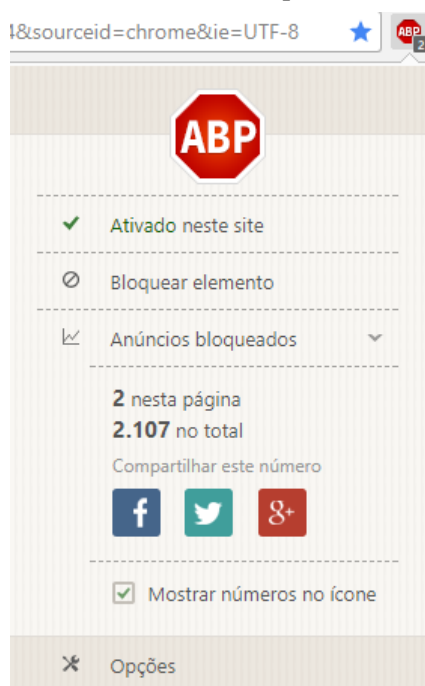 4&sourceid=chrome&ie=UTF-8
ABP
2
ABP
Ativado neste site
Bloquear elemento
Anúncios bloqueados
2 nesta página
2.107 no total
Compartilhar este número
f
g+
Mostrar números no ícone
Opções